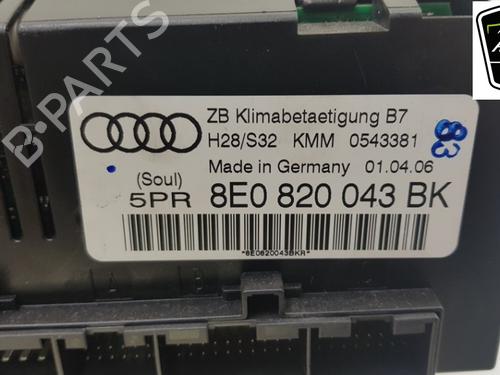 ZB Klimabetaetigung B7
H28/S32 KMM 0543381
83
Made in Germany 01.04.06
(Soul)
5PR 8E0 820 043 BK
*8E0820043BKR*
B-PARTS